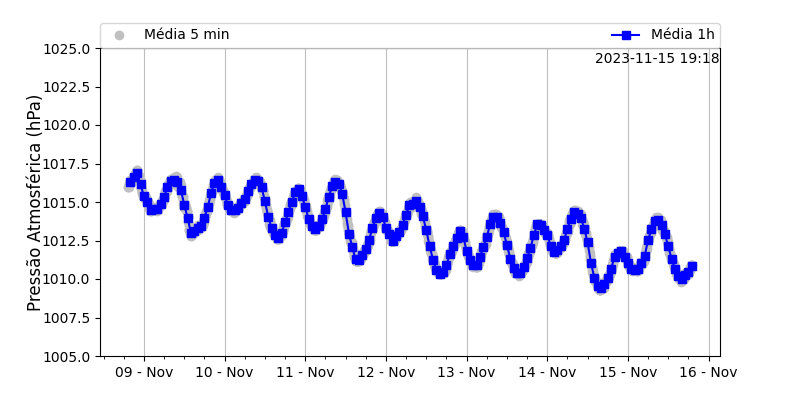 Média 5 min
Média 1h
2023-11-15 19:18
Pressão Atmosférica (hPa)
1025.0
1022.5
1020.0
1017.5
1015.0
1012.5
1010.0
1007.5
1005.0
09 - Nov
10 - Nov
11 - Nov
12 - Nov
13 - Nov
14 - Nov
15 - Nov
16 - Nov